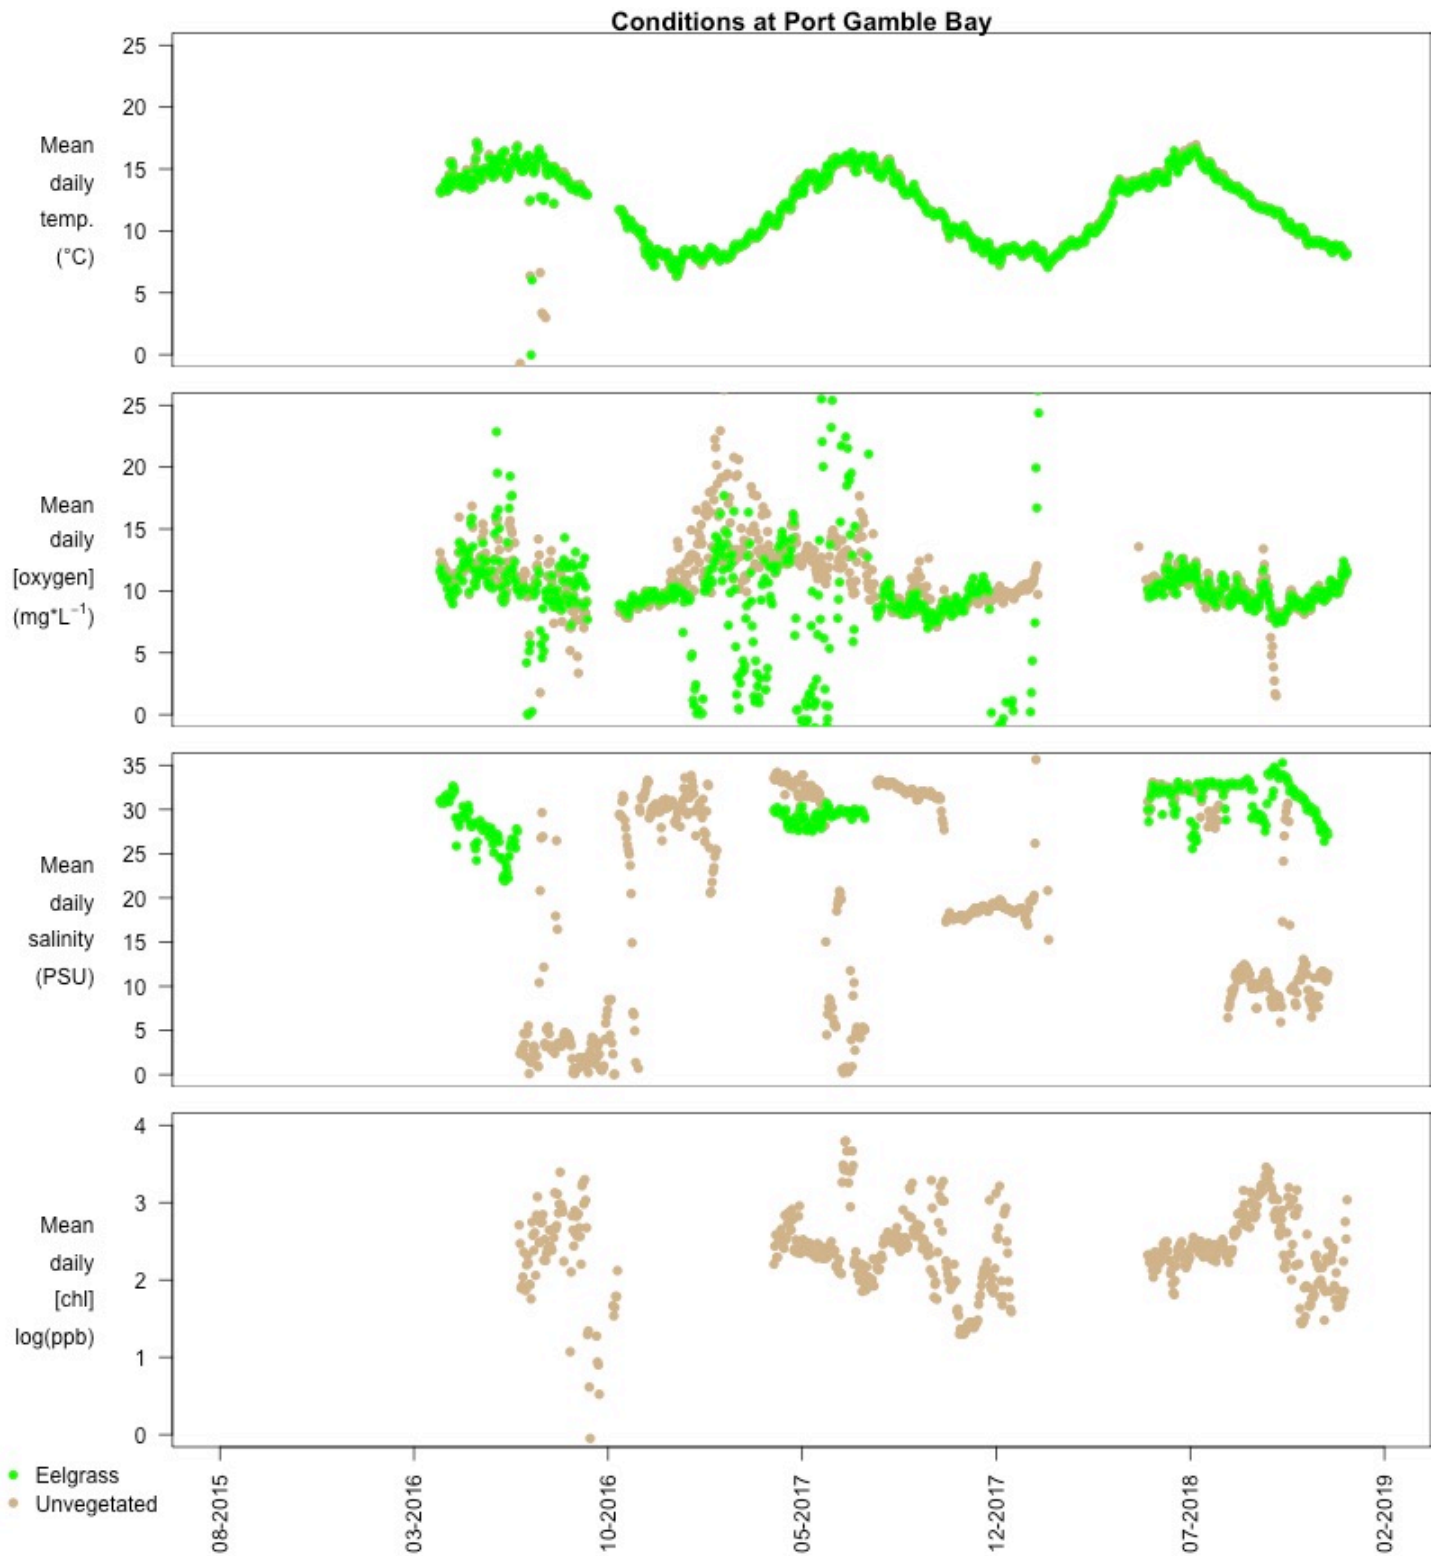 Conditions at Port Gamble Bay
25
20
15
10
5
0
Mean
daily
temp.
(°C)
25
20
15
10
5
0
Mean
daily
[oxygen]
(mg*L⁻¹)
35
30
25
20
15
10
5
0
Mean
daily
salinity
(PSU)
4
3
2
1
0
Mean
daily
[chl]
log(ppb)
Eelgrass
Unvegetated
08-2015
03-2016
10-2016
05-2017
12-2017
07-2018
02-2019